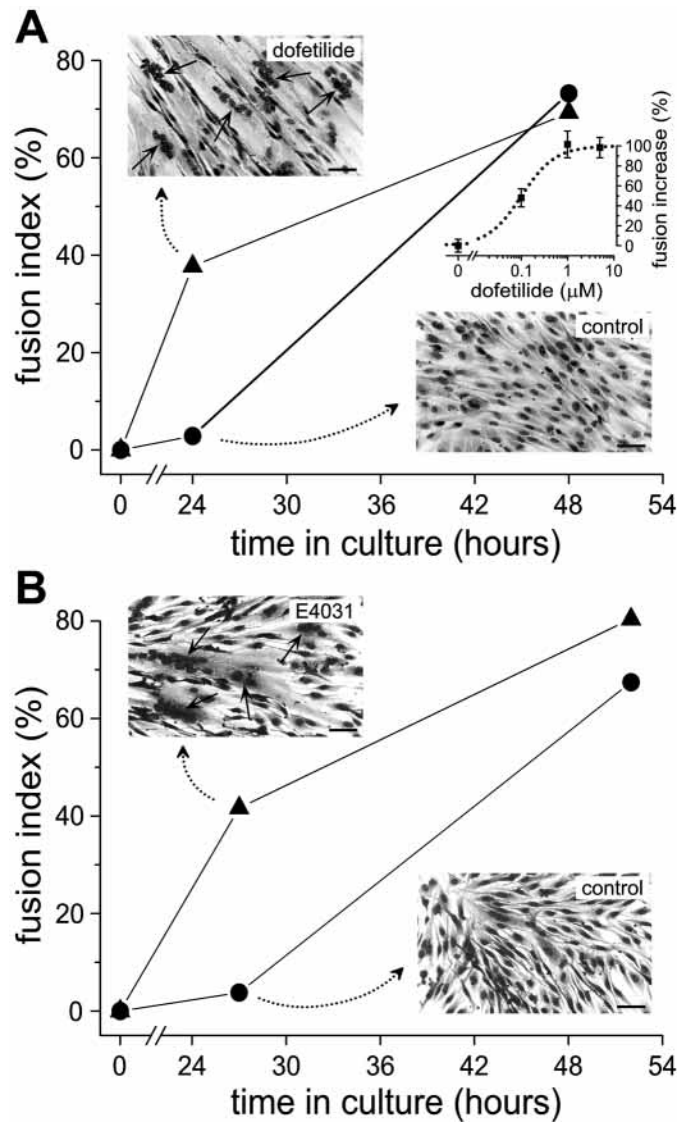 A
fusion index (%)
80
60
40
20
0
dofetilide
fusion increase (%)
100
80
60
40
20
0
0
0.1
1
10
dofetilide (μM)
control
0
24
30
36
42
48
54
time in culture (hours)
B
fusion index (%)
80
60
40
20
0
E4031
control
0
24
30
36
42
48
54
time in culture (hours)